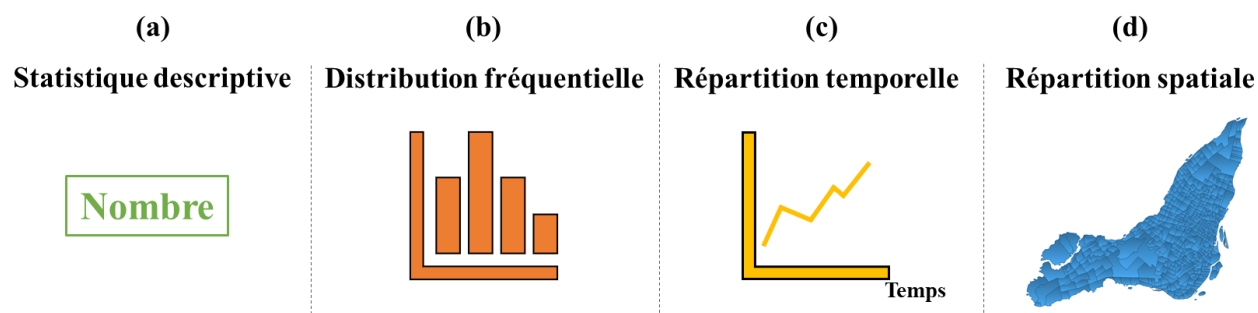 (a)
Statistique descriptive
Nombre
(b)
Distribution fréquentielle
(c)
Répartition temporelle
Temps
(d)
Répartition spatiale